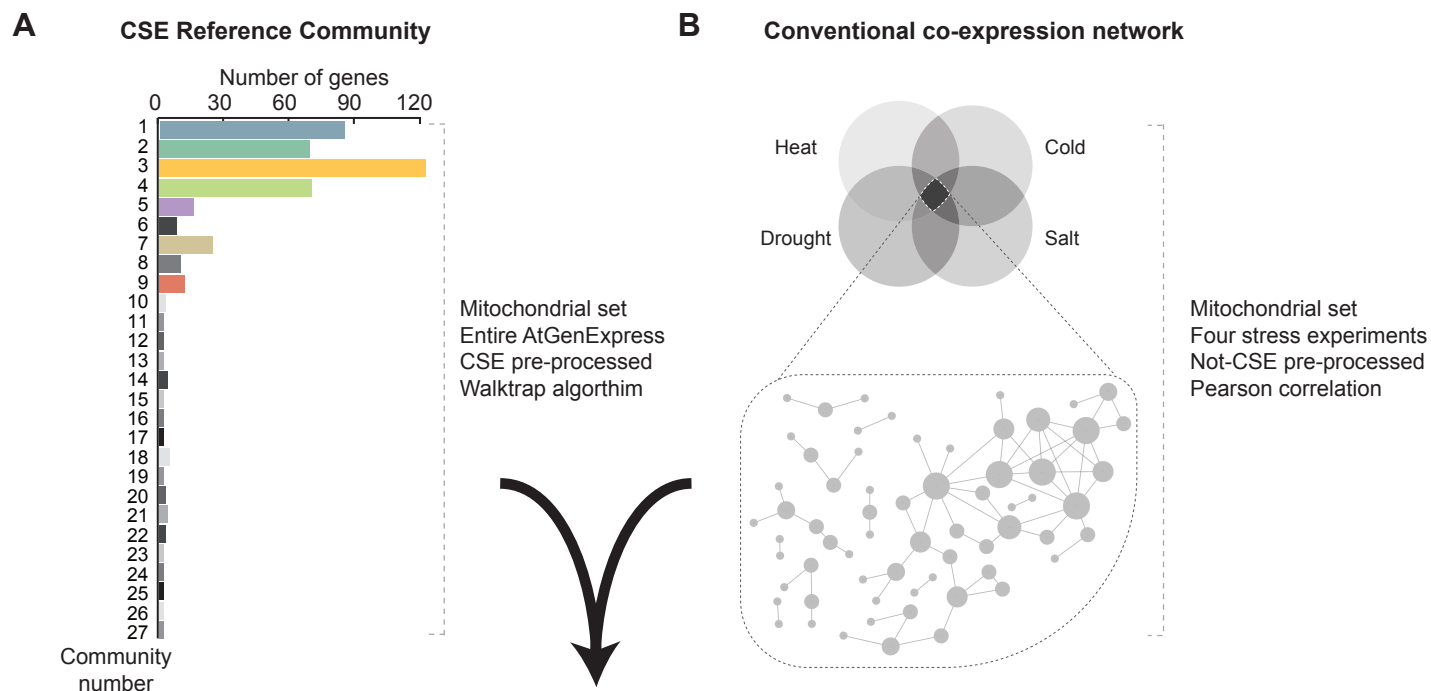 A
CSE Reference Community
Number of genes
0 30 60 90 120
1
2
3
4
5
6
7
8
9
10
11
12
13
14
15
16
17
18
19
20
21
22
23
24
25
26
27
Community
number
Mitochondrial set
Entire AtGenExpress
CSE pre-processed
Walktrap algorthim
B
Conventional co-expression network
Heat
Cold
Drought
Salt
Mitochondrial set
Four stress experiments
Not-CSE pre-processed
Pearson correlation